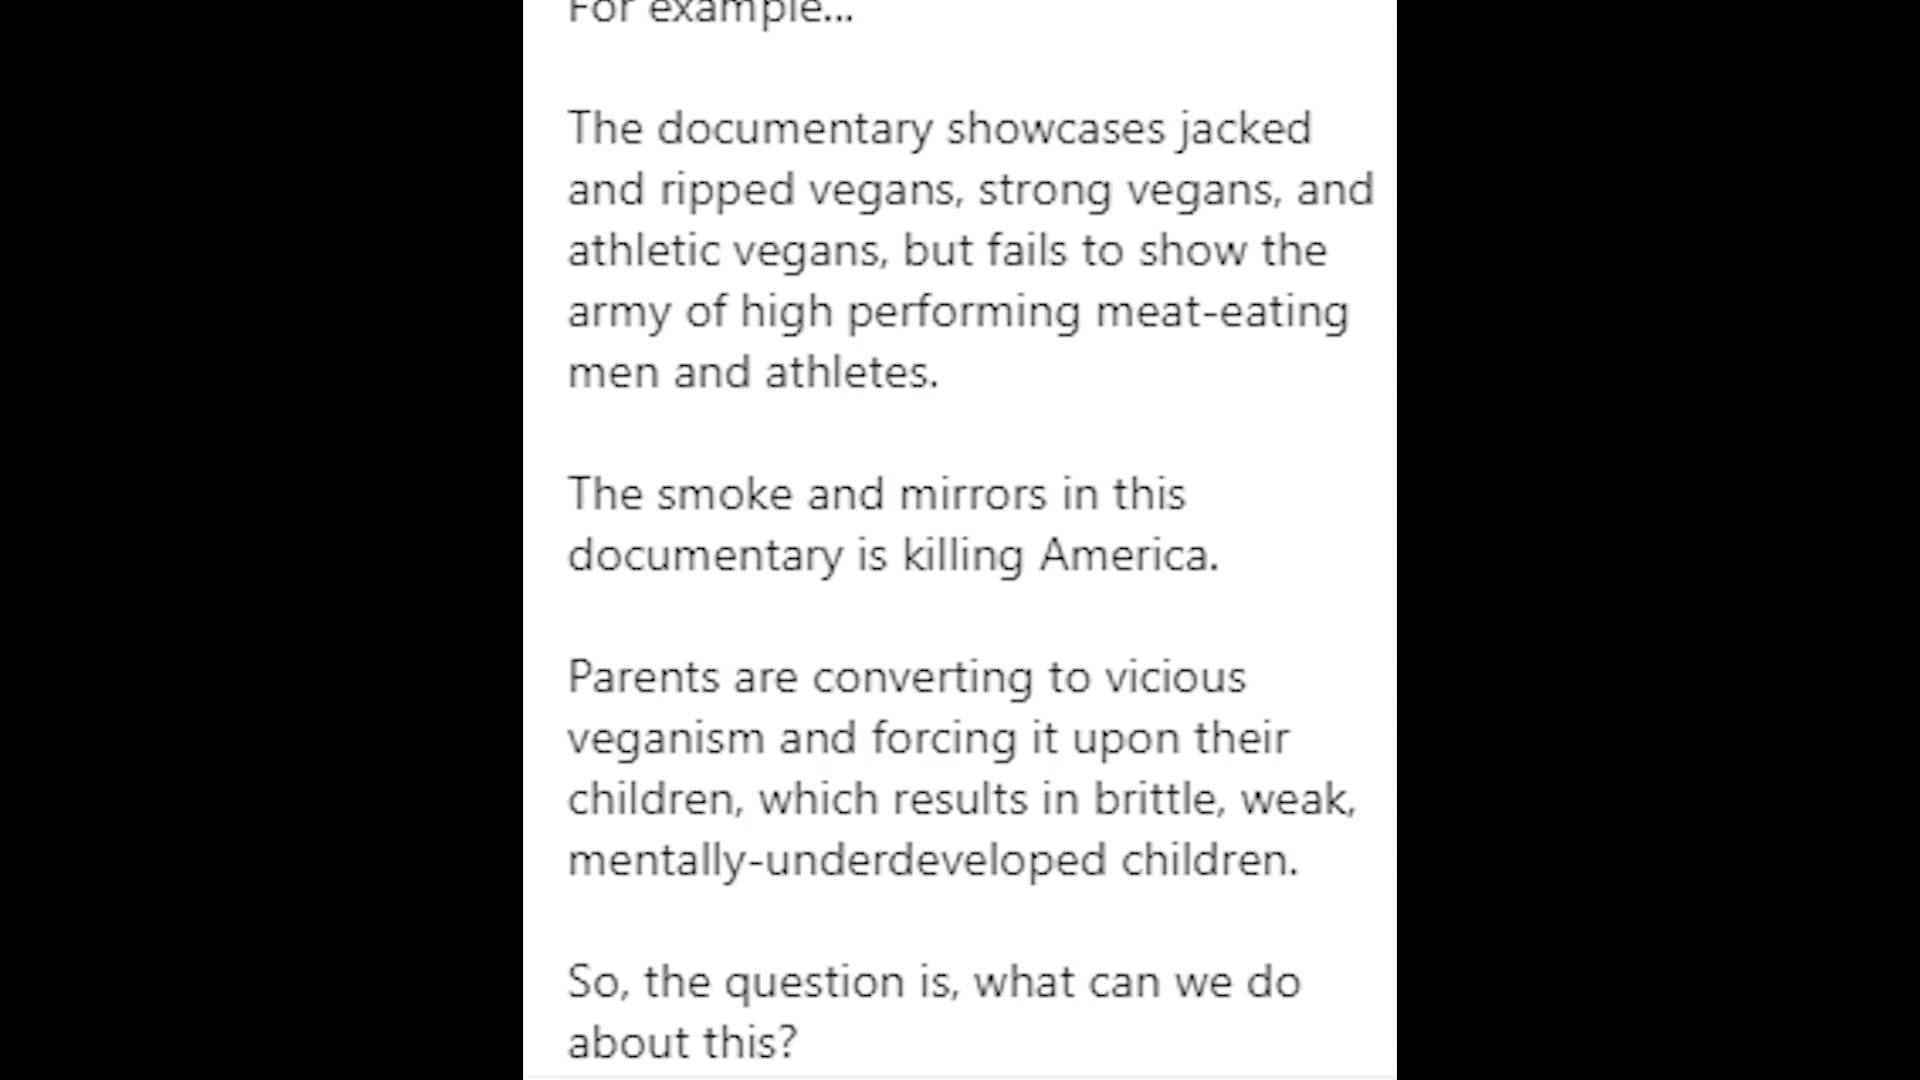 For example...
The documentary showcases jacked
and ripped vegans, strong vegans, and
athletic vegans, but fails to show the
army of high performing meat-eating
men and athletes.
The smoke and mirrors in this
documentary is killing America.
Parents are converting to vicious
veganism and forcing it upon their
children, which results in brittle, weak,
mentally-underdeveloped children.
So, the question is, what can we do
about this?